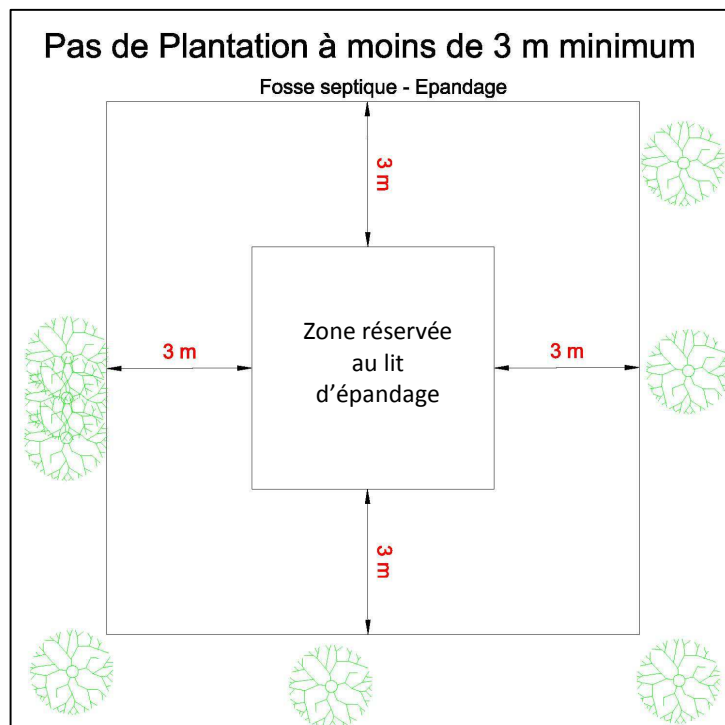 Pas de Plantation à moins de 3 m minimum
Fosse septique - Epandage
3 m
3 m
Zone réservée
au lit
d'épandage
3 m
3 m